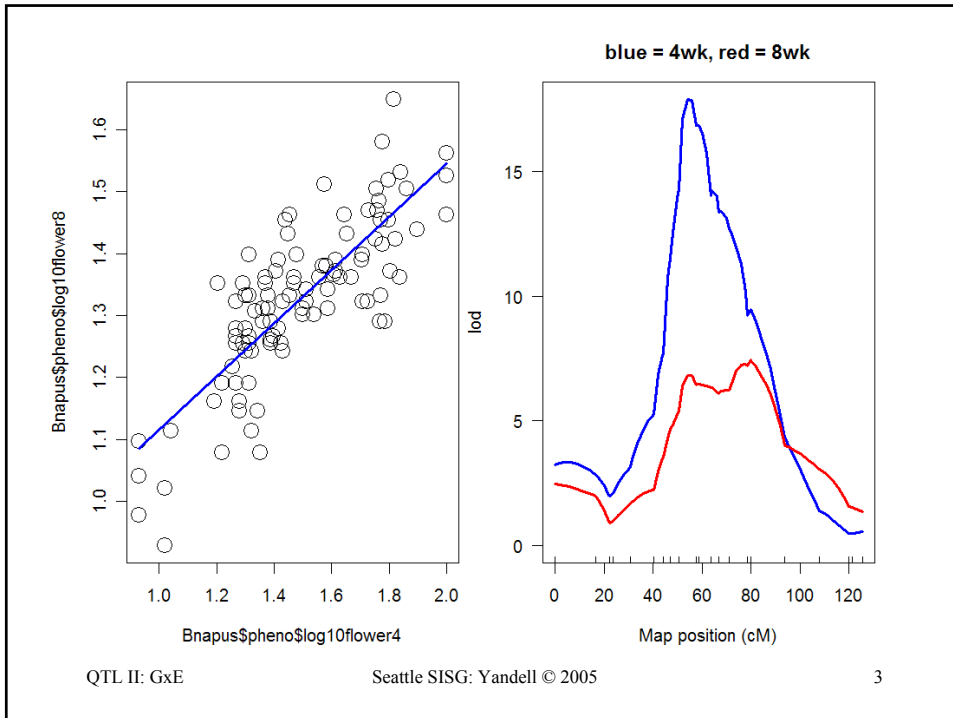 Bnapus$pheno$log10flower8
1.6
1.5
1.4
1.3
1.2
1.1
1.0
1.0 1.2 1.4 1.6 1.8 2.0
Bnapus$pheno$log10flower4
blue = 4wk, red = 8wk
lod
15
10
5
0
0 20 40 60 80 100 120
Map position (cM)
QTL II: GxE
Seattle SISG: Yandell © 2005
3